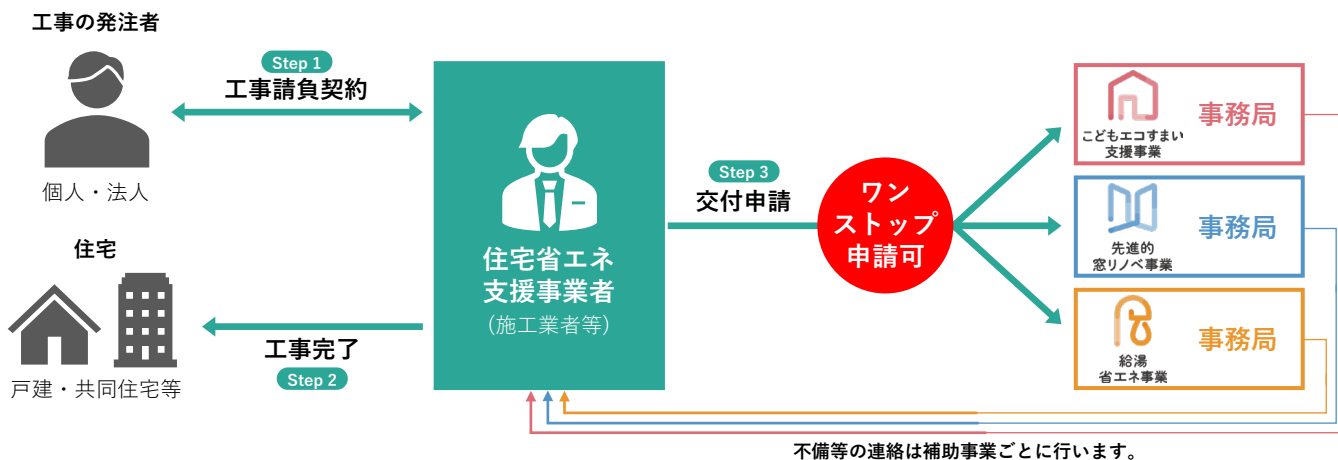 工事の発注者
Step 1
工事請負契約
個人・法人
住宅
戸建・共同住宅等
工事完了
Step 2
住宅省エネ
支援事業者
(施工業者等)
Step 3
交付申請
ワン
ストップ
申請可
こどもエコすまい
支援事業
事務局
先進的
窓リノベ事業
事務局
給湯
省エネ事業
事務局
不備等の連絡は補助事業ごとに行います。